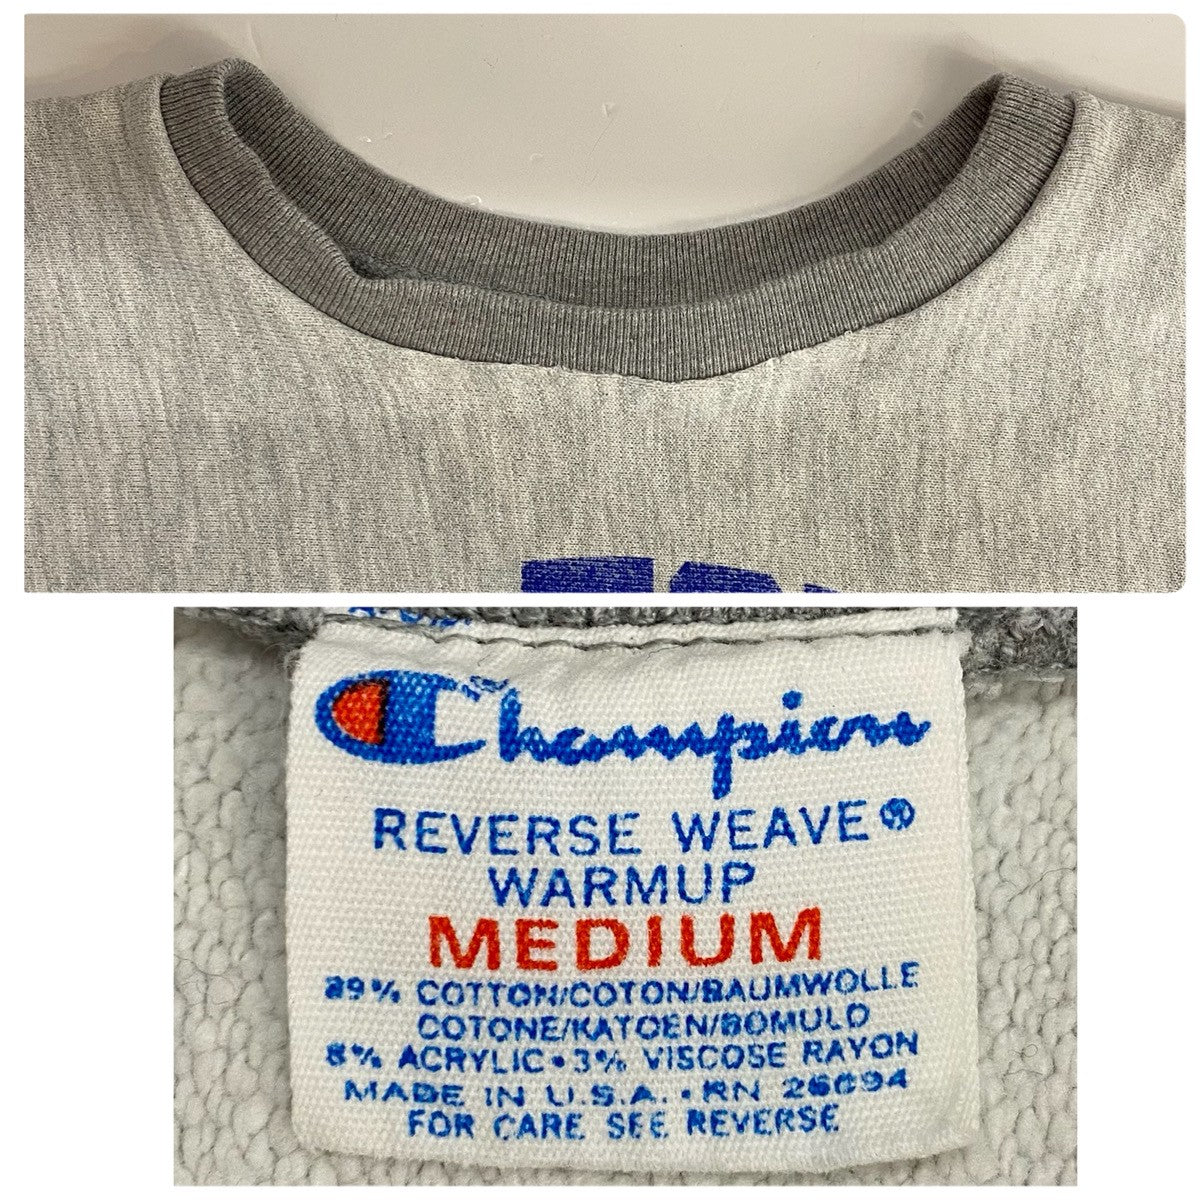 Champion
REVERSE WEAVE®
WARMUP
MEDIUM
89% COTTON/COTON/BAUMWOLLE
COTONE/KATOEN/BOMULD
8% ACRYLIC • 3% VISCOSE RAYON
MADE IN U.S.A. • RN 26094
FOR CARE SEE REVERSE